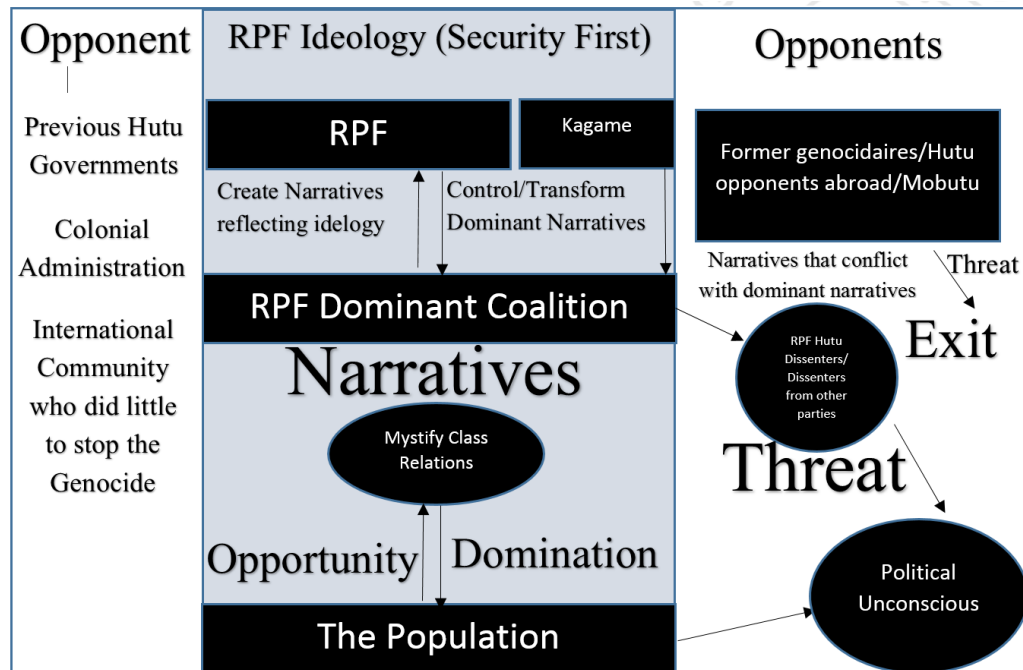 Opponent
Previous Hutu
Governments
Colonial
Administration
International
Community
who did little
to stop the
Genocide
RPF Ideology (Security First)
RPF
Kagame
Create Narratives
reflecting idelogy
Control/Transform
Dominant Narratives
RPF Dominant Coalition
Narratives
Mystify Class
Relations
Opportunity
Domination
The Population
Opponents
Former genocidaires/Hutu
opponents abroad/Mobutu
Narratives that conflict
with dominant narratives
Threat
Exit
RPF Hutu
Dissenters/
Dissenters
from other
parties
Threat
Political
Unconscious